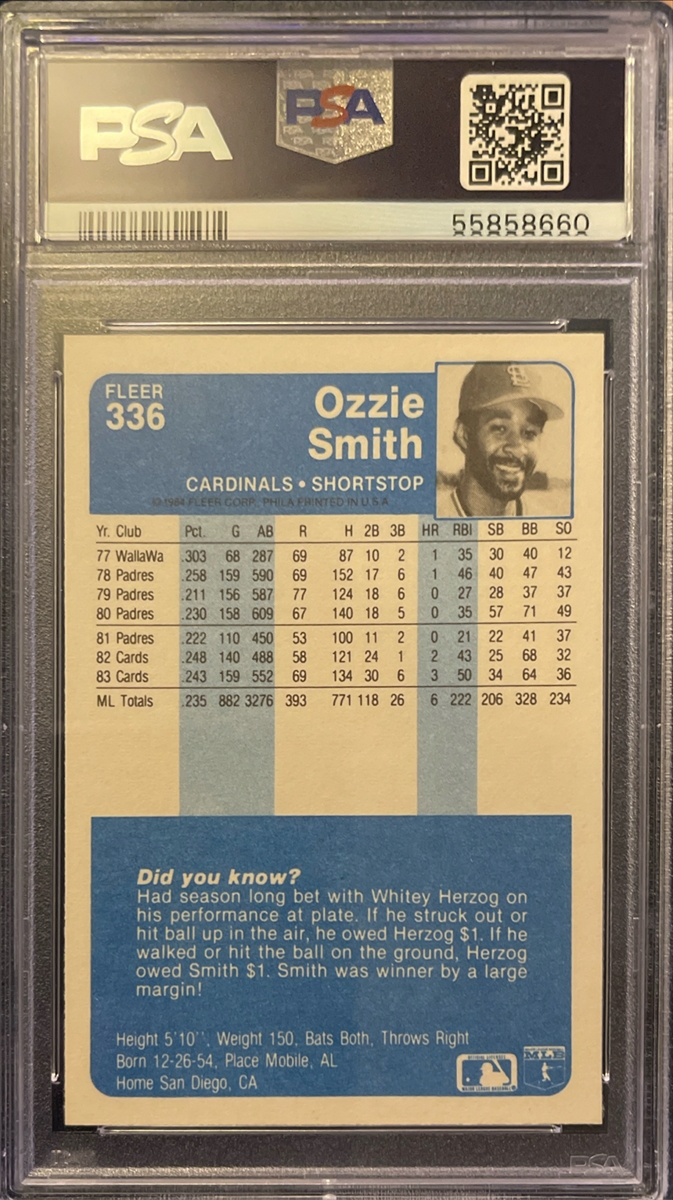 PSA
PSA
55858660
FLEER
336
Ozzie
Smith
CARDINALS • SHORTSTOP
©1984 FLEER CORP. PHILA PRINTED IN U.S.A.
Yr. Club Pct. G AB R H 2B 3B HR RBI SB BB SO
77 WallaWa .303 68 287 69 87 10 2 1 35 30 40 12
78 Padres .258 159 590 69 152 17 6 1 46 40 47 43
79 Padres .211 156 587 77 124 18 6 0 27 28 37 37
80 Padres .230 158 609 67 140 18 5 0 35 57 71 49
81 Padres .222 110 450 53 100 11 2 0 21 22 41 37
82 Cards .248 140 488 58 121 24 1 2 43 25 68 32
83 Cards .243 159 552 69 134 30 6 3 50 34 64 36
ML Totals .235 882 3276 393 771 118 26 6 222 206 328 234
Did you know?
Had season long bet with Whitey Herzog on
his performance at plate. If he struck out or
hit ball up in the air, he owed Herzog $1. If he
walked or hit the ball on the ground, Herzog
owed Smith $1. Smith was winner by a large
margin!
Height 5'10'', Weight 150, Bats Both, Throws Right
Born 12-26-54, Place Mobile, AL
Home San Diego, CA
MAJOR LEAGUE BASEBALL
PSA